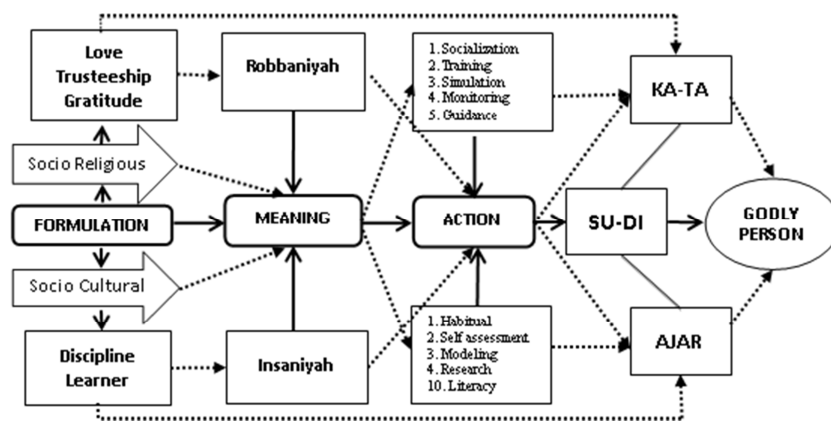 Love
Trusteeship
Gratitude
Robbaniyah
1. Socialization
2. Training
3. Simulation
4. Monitoring
5. Guidance
KA-TA
Socio Religious
FORMULATION
MEANING
ACTION
SU-DI
GODLY
PERSON
Socio Cultural
Discipline
Learner
Insaniyah
1. Habitual
2. Self assessment
3. Modeling
4. Research
10. Literacy
AJAR